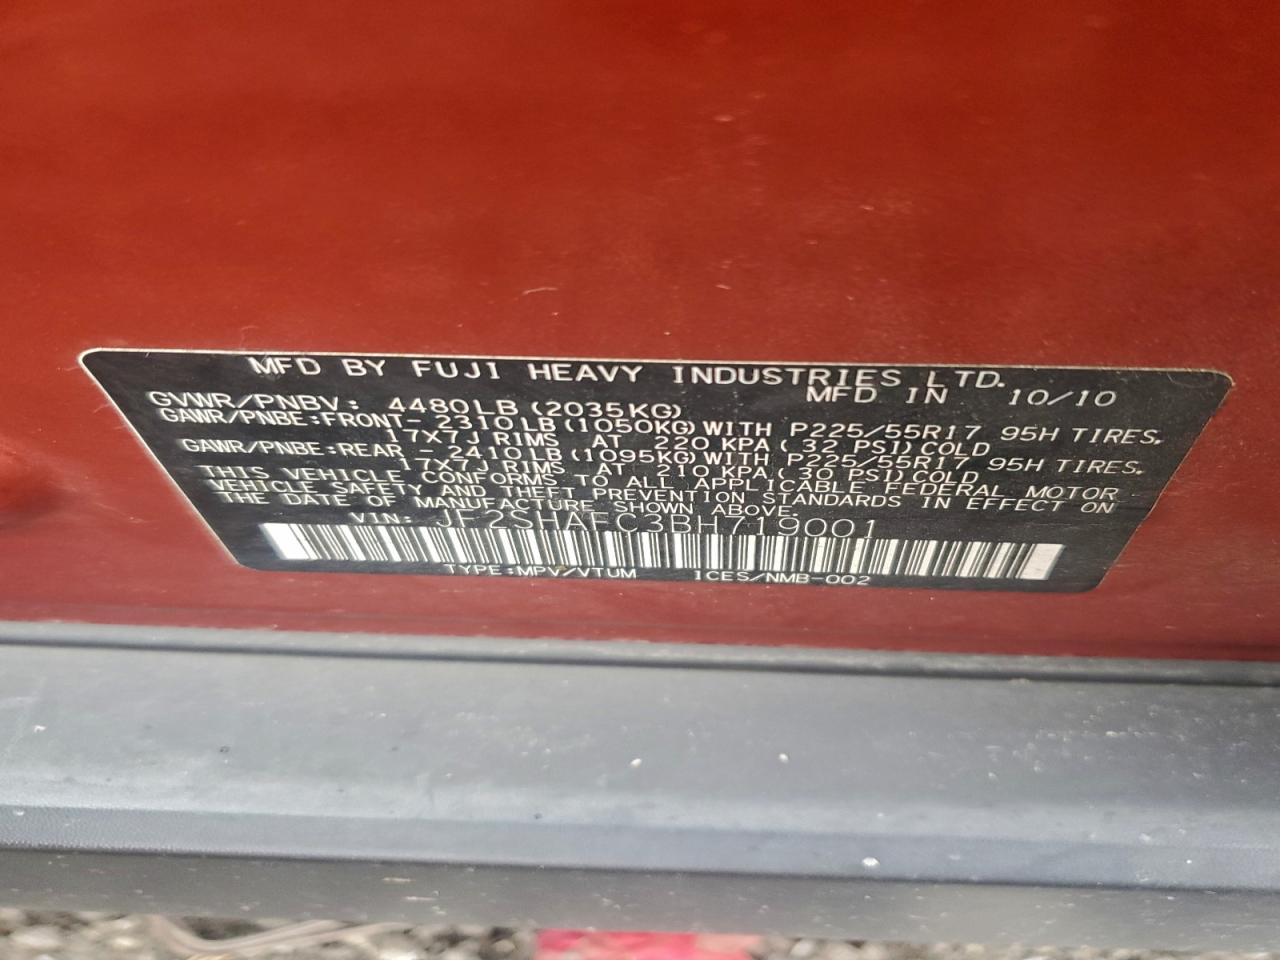 MFD BY FUJI HEAVY INDUSTRIES LTD.
MFD IN 10/10
GVWR/PNBV: 4480LB (2035KG)
GAWR/PNBE:FRONT- 2310LB (1050KG) WITH P225/55R17 95H TIRES.
17X7J RIMS AT 220 KPA ( 32 PSI) COLD
GAWR/PNBE:REAR - 2410LB (1095KG) WITH P225/55R17 95H TIRES.
17X7J RIMS AT 210 KPA ( 30 PSI) COLD
THIS VEHICLE CONFORMS TO ALL APPLICABLE FEDERAL MOTOR
VEHICLE SAFETY AND THEFT PREVENTION STANDARDS IN EFFECT ON
THE DATE OF MANUFACTURE SHOWN ABOVE.
VIN: JF2SHAFC3BH719001
TYPE:MPV/VTUM ICES/NMB-002